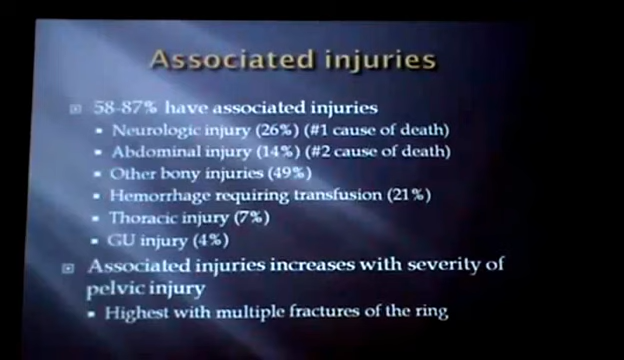 Associated injuries
58-87% have associated injuries
Neurologic injury (26%) (#1 cause of death)
Abdominal injury (14%) (#2 cause of death)
Other bony injuries (49%)
Hemorrhage requiring transfusion (21%)
Thoracic injury (7%)
GU injury (4%)
Associated injuries increases with severity of
pelvic injury
Highest with multiple fractures of the ring